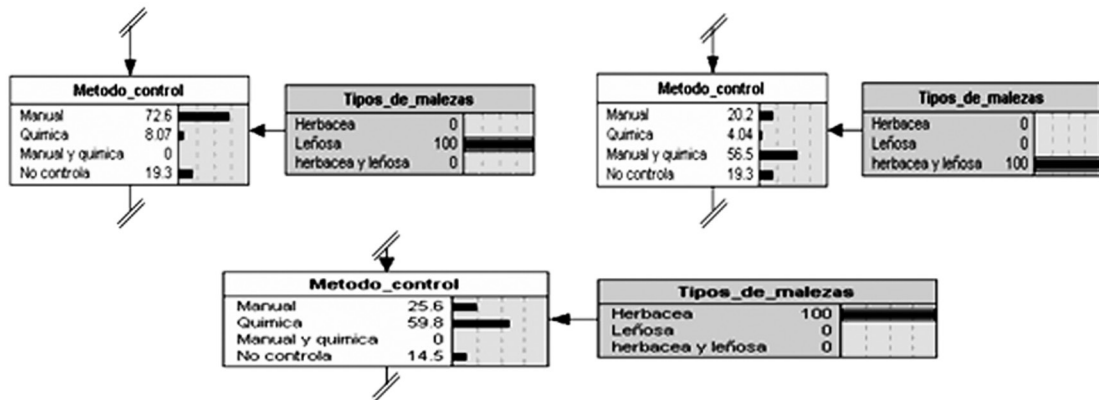 Metodo_control
Manual 72.6
Quimica 8.07
Manual y quimica 0
No controla 19.3
Tipos_de_malezas
Herbacea 0
Leñosa 100
herbacea y leñosa 0
Metodo_control
Manual 20.2
Quimica 4.04
Manual y quimica 56.5
No controla 19.3
Tipos_de_malezas
Herbacea 0
Leñosa 0
herbacea y leñosa 100
Metodo_control
Manual 25.6
Quimica 59.8
Manual y quimica 0
No controla 14.5
Tipos_de_malezas
Herbacea 100
Leñosa 0
herbacea y leñosa 0